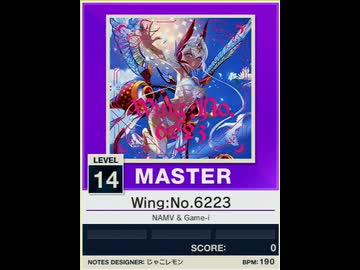 Wing:No.
6223
LEVEL
14
MASTER
Wing:No.6223
NAMV & Game-i
SCORE: 0
NOTES DESIGNER: じゃこレモン BPM: 190